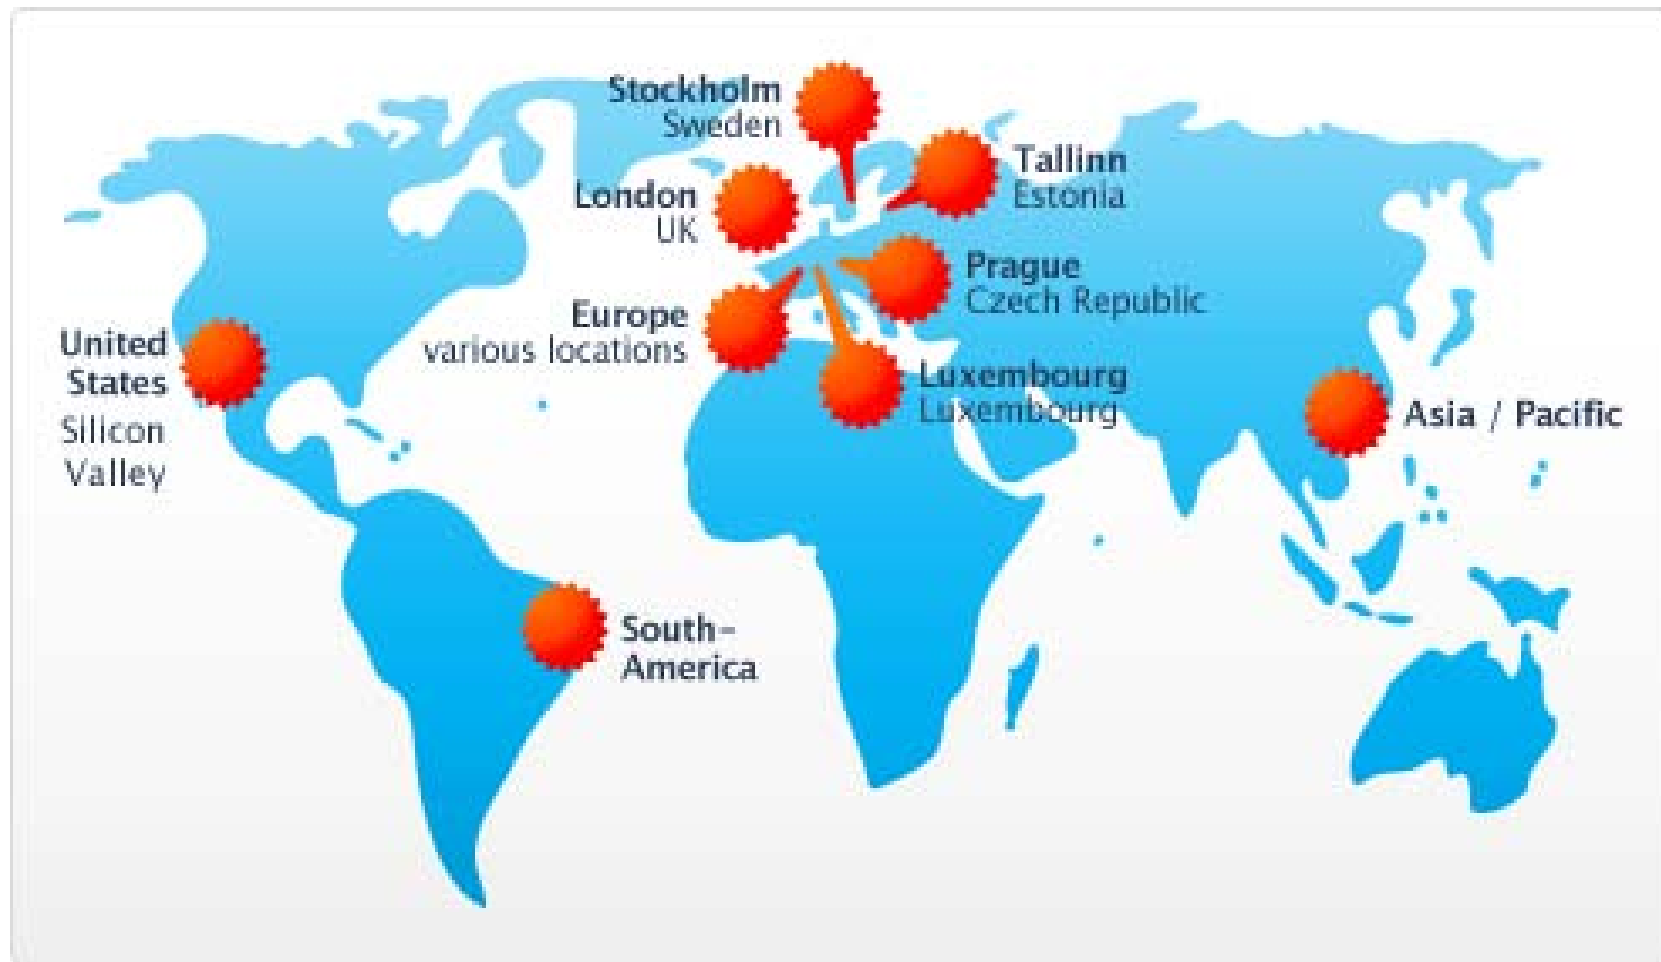 Stockholm
Sweden
Tallinn
Estonia
London
UK
Prague
Czech Republic
Europe
various locations
United
States
Silicon
Valley
Luxembourg
Luxembourg
Asia / Pacific
South-
America